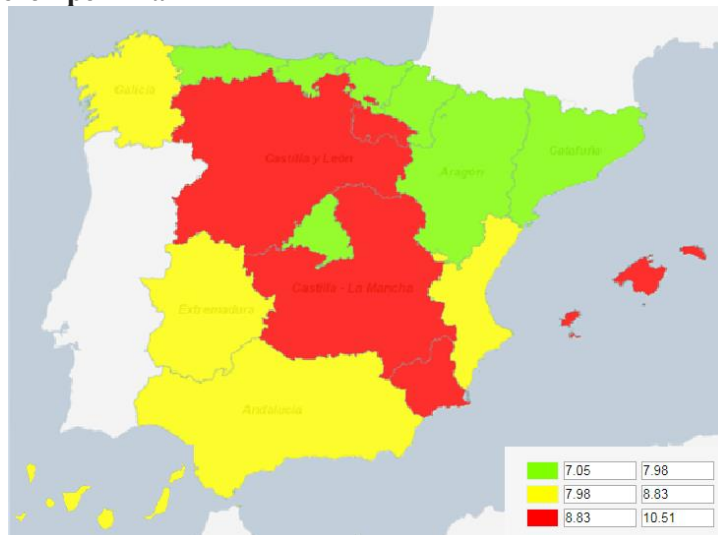 Galicia
Castilla y León
Aragón
Cataluña
Castilla - La Mancha
Extremadura
Andalucía
7.05 7.98
7.98 8.83
8.83 10.51